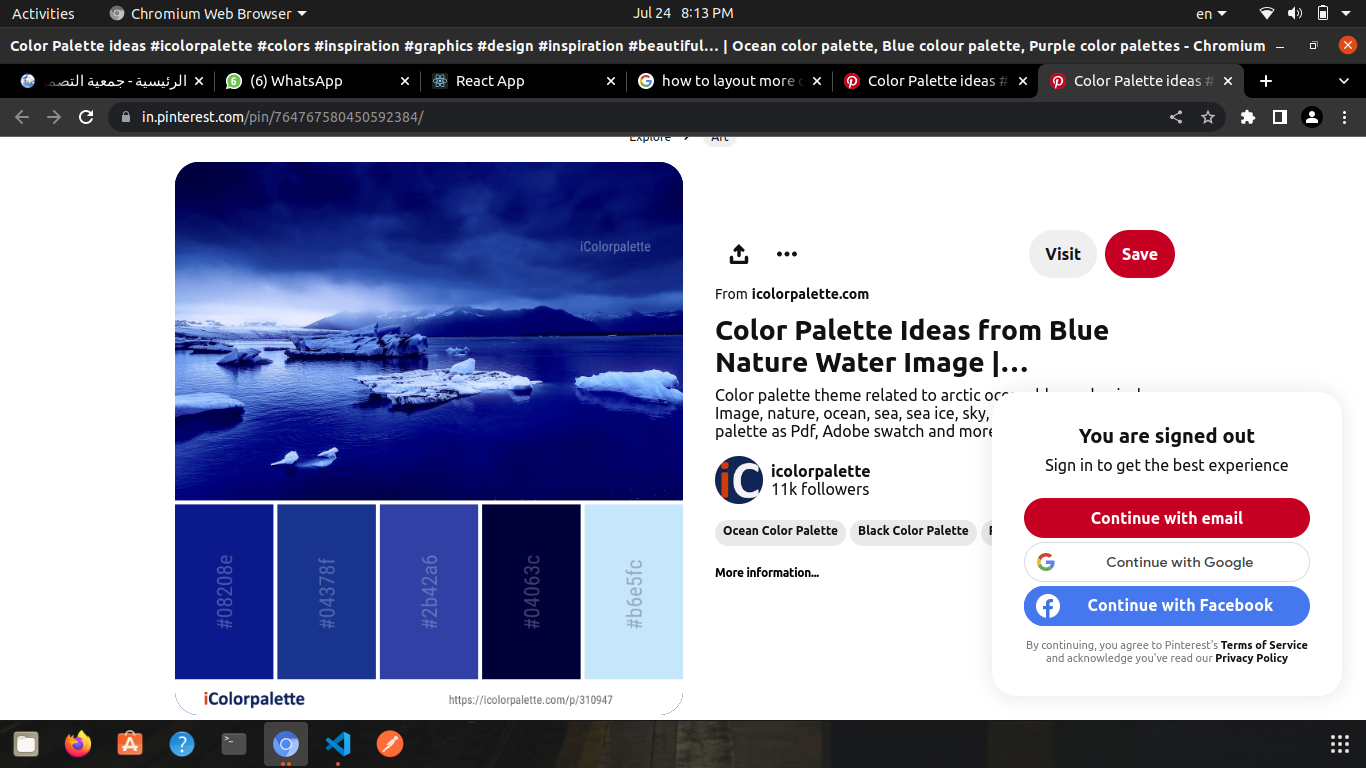 Activities
Chromium Web Browser
Jul 24 8:13 PM
en
Color Palette ideas #icolorpalette #colors #inspiration #graphics #design #inspiration #beautiful… | Ocean color palette, Blue colour palette, Purple color palettes - Chromium
الرئيسية - جمعية التصم
(6) WhatsApp
React App
how to layout more
Color Palette ideas #
Color Palette ideas #
in.pinterest.com/pin/764767580450592384/
Explore
Art
iColorpalette
Visit
Save
From icolorpalette.com
Color Palette Ideas from Blue
Nature Water Image |…
Color palette theme related to arctic
Image, nature, ocean, sea, sea ice, sky,
palette as Pdf, Adobe swatch and more
icolorpalette
11k followers
Ocean Color Palette
Black Color Palette
More information...
You are signed out
Sign in to get the best experience
Continue with email
Continue with Google
Continue with Facebook
By continuing, you agree to Pinterest's Terms of Service
and acknowledge you've read our Privacy Policy
#08208e
#04378f
#2b42a6
#04063c
#b6e5fc
iColorpalette
https://icolorpalette.com/p/310947